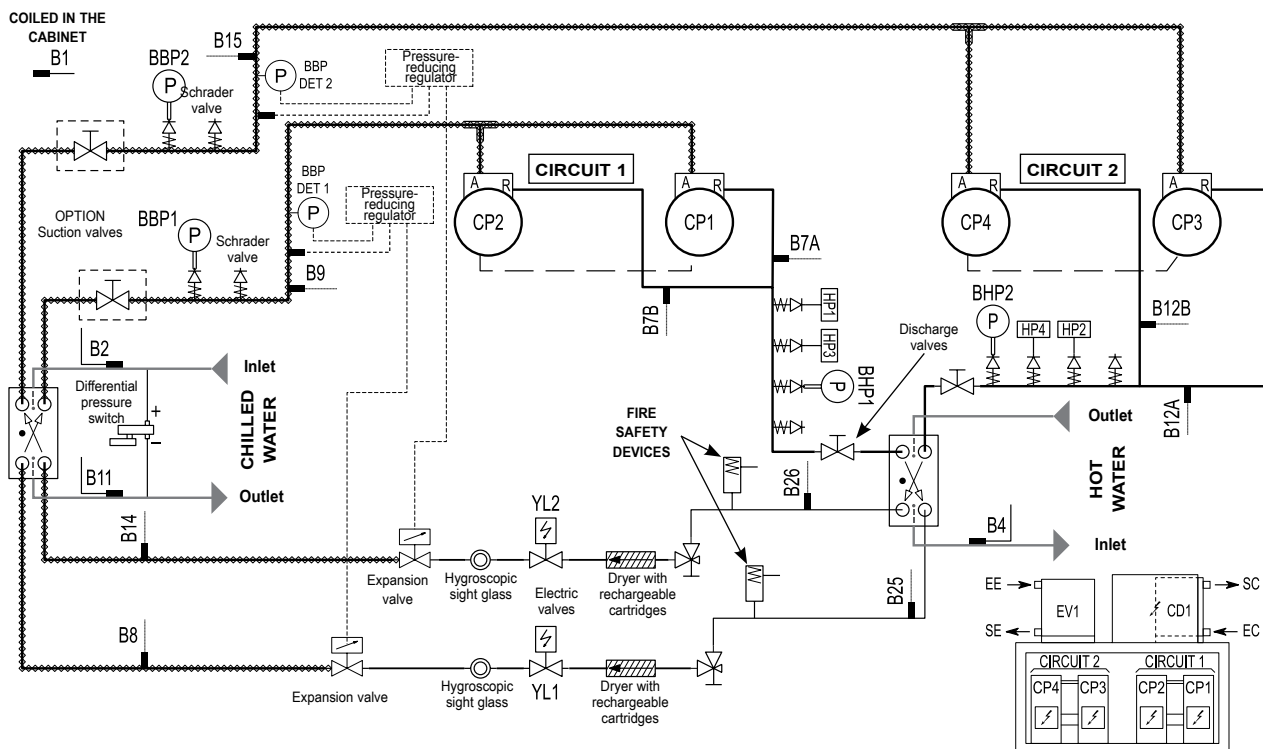 COILED IN THE
CABINET
B1
B15
BBP2
P
Schrader
valve
P
BBP
DET 2
Pressure-
reducing
regulator
OPTION
Suction valves
BBP1
P
Schrader
valve
BBP
DET 1
P
Pressure-
reducing
regulator
B9
A
R
CP2
CIRCUIT 1
A
R
CP1
B7A
B7B
HP1
HP3
BHP1
P
Discharge
valves
A
R
CP4
CIRCUIT 2
A
R
CP3
BHP2
P
HP4
HP2
B12B
B12A
B2
Inlet
Differential
pressure
switch
+
–
CHILLED
WATER
B11
Outlet
B14
FIRE
SAFETY
DEVICES
B26
Outlet
HOT
WATER
B4
Inlet
YL2
Expansion
valve
Hygroscopic
sight glass
Electric
valves
Dryer with
rechargeable
cartridges
B25
B8
Expansion valve
Hygroscopic
sight glass
YL1
Dryer with
rechargeable
cartridges
EE
SE
EV1
CD1
SC
EC
CIRCUIT 2
CIRCUIT 1
CP4
CP3
CP2
CP1